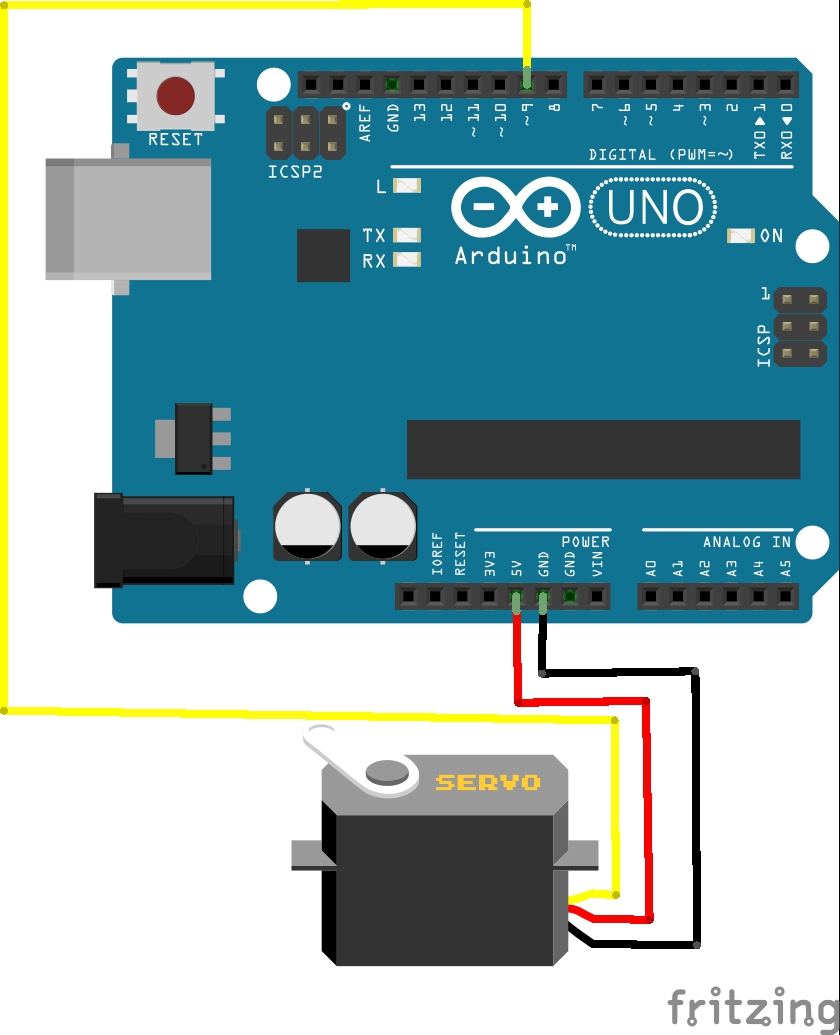 RESET
AREF
GND
13
12
~11
~10
~9
8
7
~6
~5
4
~3
2
TX0 ▶ 1
RX0 ◀ 0
ICSP2
DIGITAL (PWM=~)
L
TX
RX
Arduino™
UNO
ON
1
ICSP
POWER
ANALOG IN
IOREF
RESET
3V3
5V
GND
GND
VIN
A0
A1
A2
A3
A4
A5
SERVO
fritzing